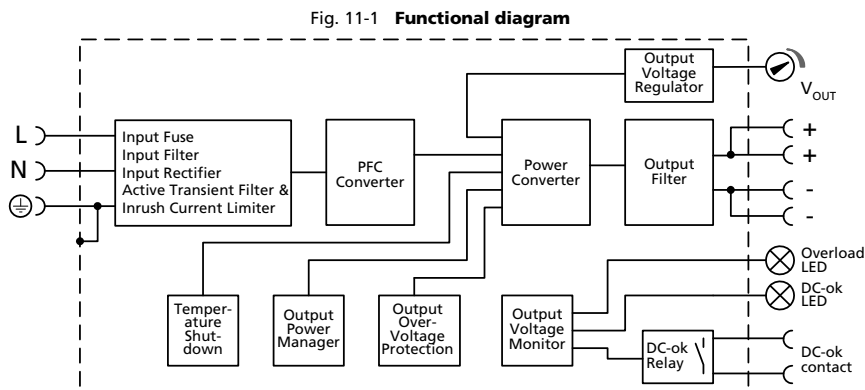 Fig. 11-1 Functional diagram
Output
Voltage
Regulator
V_OUT
L
N
Input Fuse
Input Filter
Input Rectifier
Active Transient Filter &
Inrush Current Limiter
PFC
Converter
Power
Converter
Output
Filter
+
+
-
-
Temper-
ature
Shut-
down
Output
Power
Manager
Output
Over-
Voltage
Protection
Output
Voltage
Monitor
Overload
LED
DC-ok
LED
DC-ok
Relay
DC-ok
contact